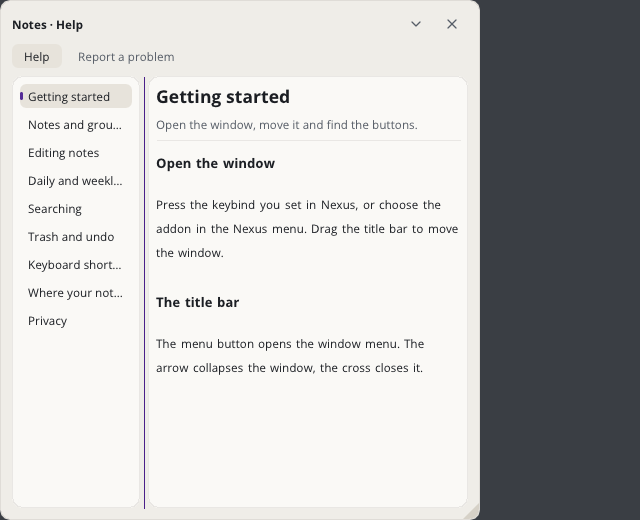 Notes · Help
Help
Report a problem
Getting started
Notes and grou...
Editing notes
Daily and weekl...
Searching
Trash and undo
Keyboard short...
Where your not...
Privacy
Getting started
Open the window, move it and find the buttons.
Open the window
Press the keybind you set in Nexus, or choose the
addon in the Nexus menu. Drag the title bar to move
the window.
The title bar
The menu button opens the window menu. The
arrow collapses the window, the cross closes it.